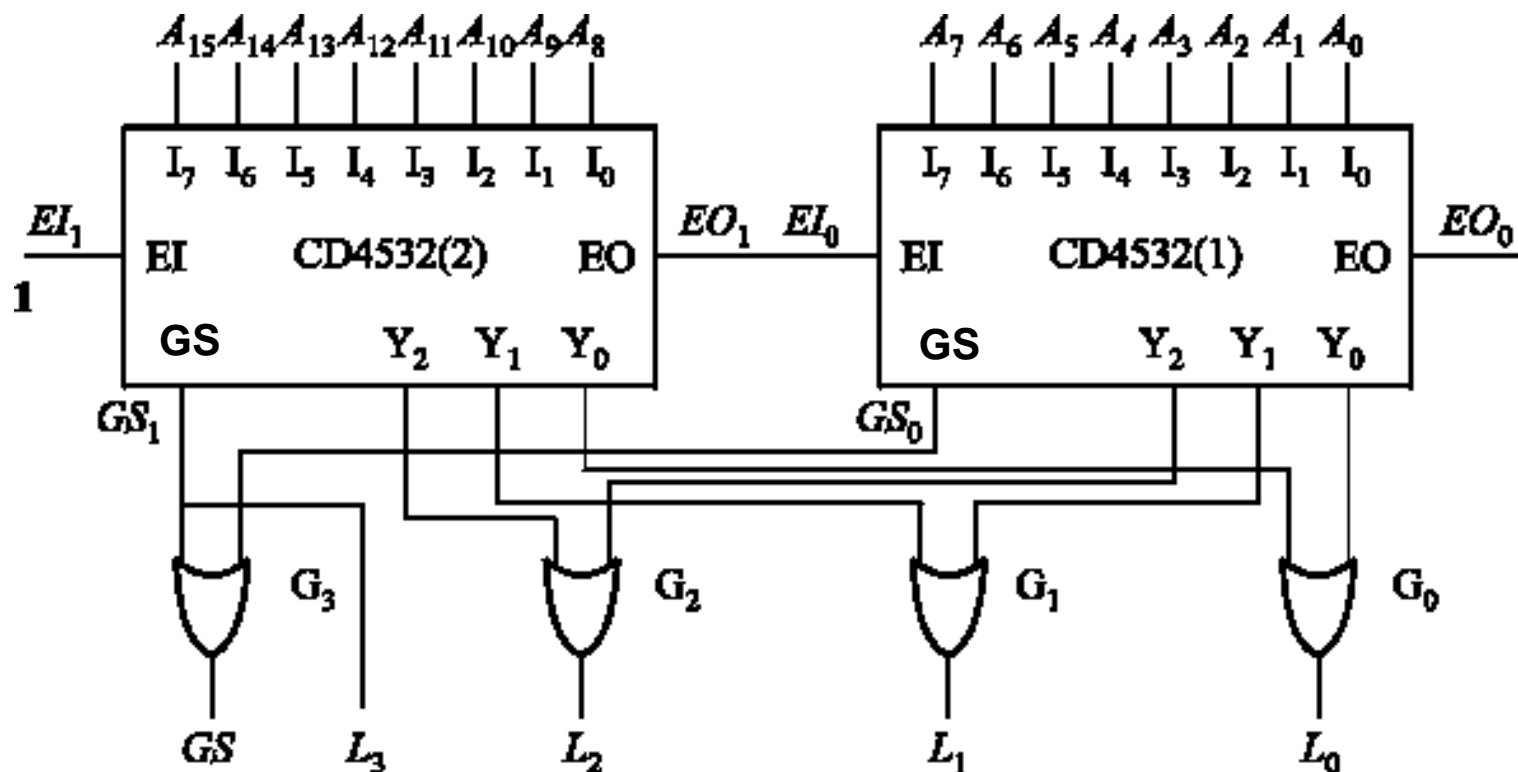 A₁₅ A₁₄ A₁₃ A₁₂ A₁₁ A₁₀ A₉ A₈ A₇ A₆ A₅ A₄ A₃ A₂ A₁ A₀
I₇ I₆ I₅ I₄ I₃ I₂ I₁ I₀ I₇ I₆ I₅ I₄ I₃ I₂ I₁ I₀
EI₁ EI CD4532(2) EO EO₁ EI₀ EI CD4532(1) EO EO₀
1
GS Y₂ Y₁ Y₀ GS Y₂ Y₁ Y₀
GS₁ GS₀
G₃ G₂ G₁ G₀
GS L₃ L₂ L₁ L₀